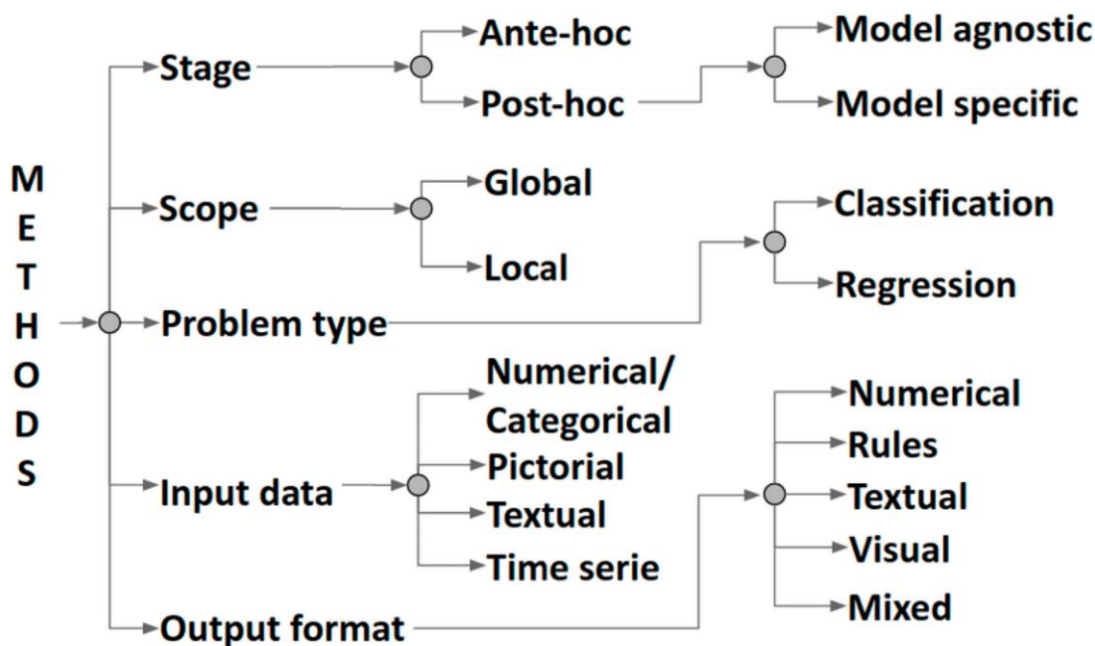 METHODS
Stage
Ante-hoc
Post-hoc
Model agnostic
Model specific
Scope
Global
Local
Problem type
Classification
Regression
Input data
Numerical/
Categorical
Pictorial
Textual
Time serie
Output format
Numerical
Rules
Textual
Visual
Mixed